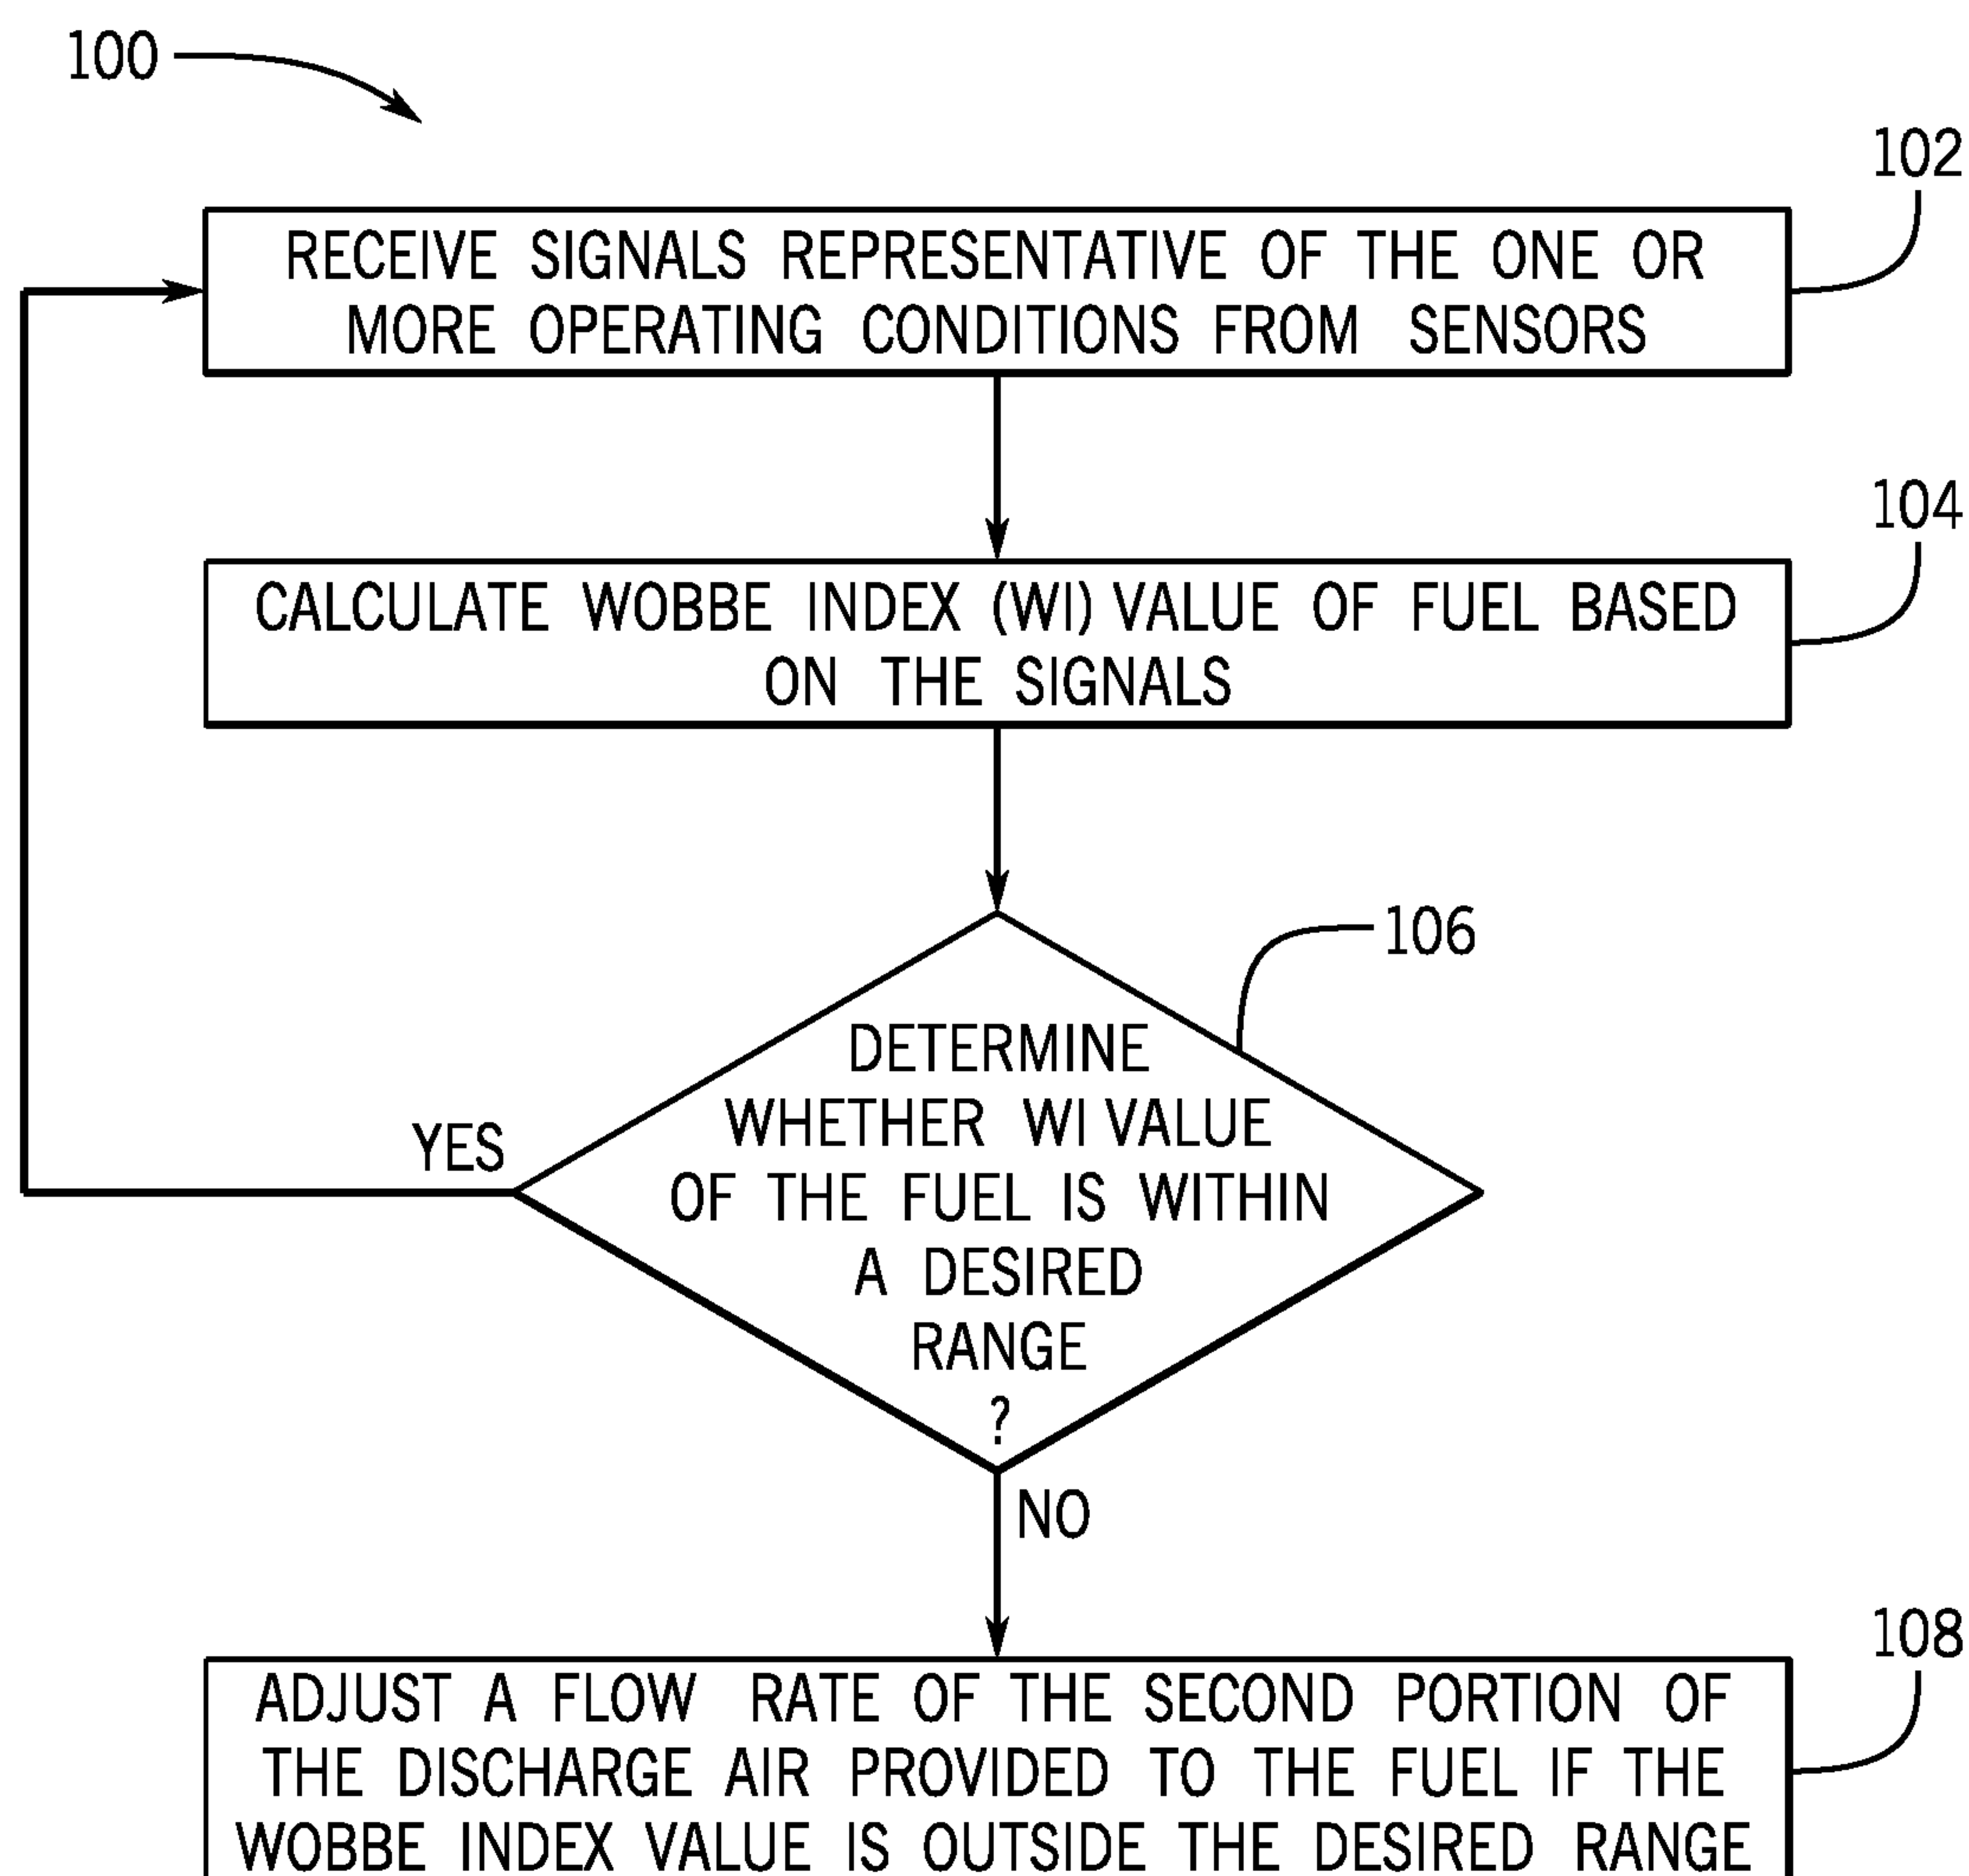 100
102
RECEIVE SIGNALS REPRESENTATIVE OF THE ONE OR
MORE OPERATING CONDITIONS FROM SENSORS
104
CALCULATE WOBBE INDEX (WI) VALUE OF FUEL BASED
ON THE SIGNALS
106
DETERMINE
WHETHER WI VALUE
OF THE FUEL IS WITHIN
A DESIRED
RANGE
?
YES
NO
108
ADJUST A FLOW RATE OF THE SECOND PORTION OF
THE DISCHARGE AIR PROVIDED TO THE FUEL IF THE
WOBBE INDEX VALUE IS OUTSIDE THE DESIRED RANGE